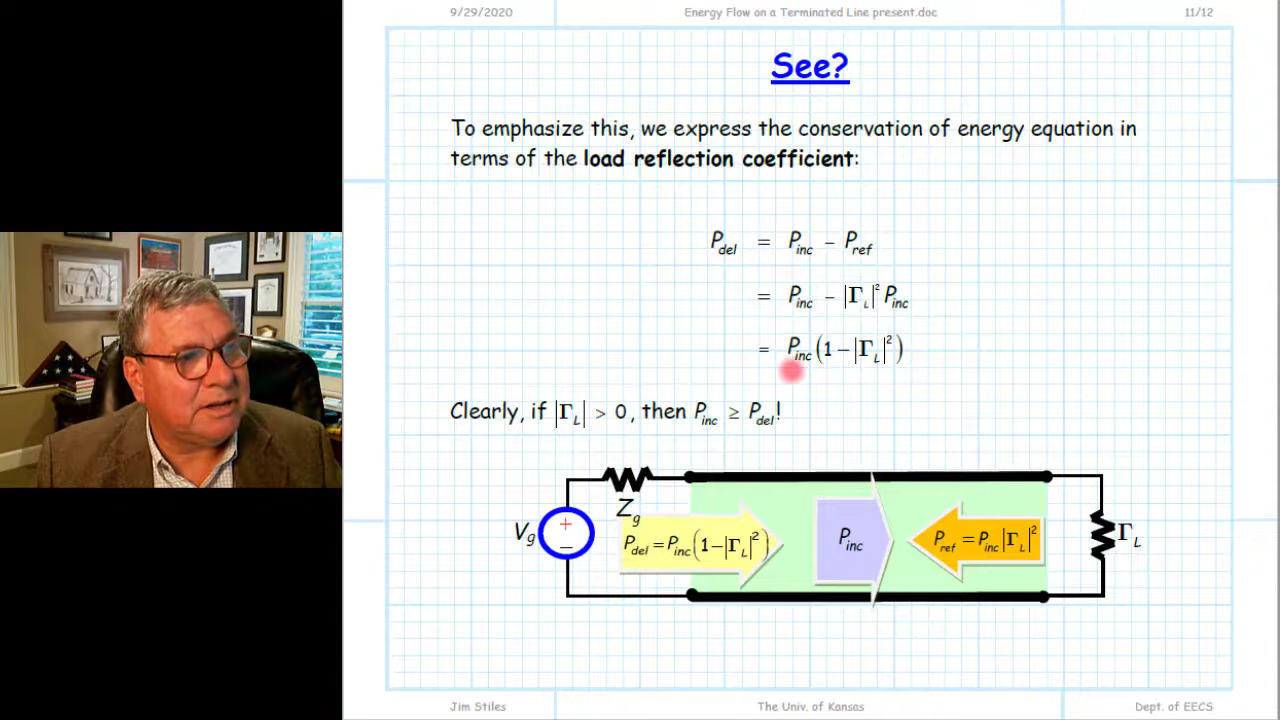 9/29/2020 Energy Flow on a Terminated Line present.doc 11/12
See?
To emphasize this, we express the conservation of energy equation in
terms of the load reflection coefficient:
P_del = P_inc − P_ref
= P_inc − |Γ_L|² P_inc
= P_inc (1 − |Γ_L|²)
Clearly, if |Γ_L| > 0, then P_inc ≥ P_del!
V_g + − Z_g
P_del = P_inc (1 − |Γ_L|²)
P_inc
P_ref = P_inc |Γ_L|²
Γ_L
Jim Stiles The Univ. of Kansas Dept. of EECS